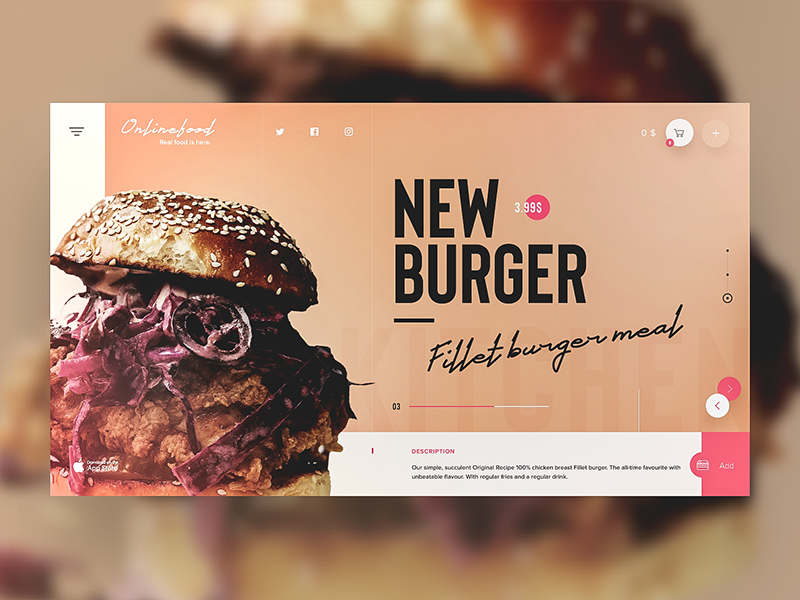 Onlinefood
Real food is here.
0 $
0
NEW
3.99$
BURGER
Fillet burger meal
KITCHEN
03
Download on the
App Store
DESCRIPTION
Our simple, succulent Original Recipe 100% chicken breast Fillet burger. The all-time favourite with
unbeatable flavour. With regular fries and a regular drink.
Add